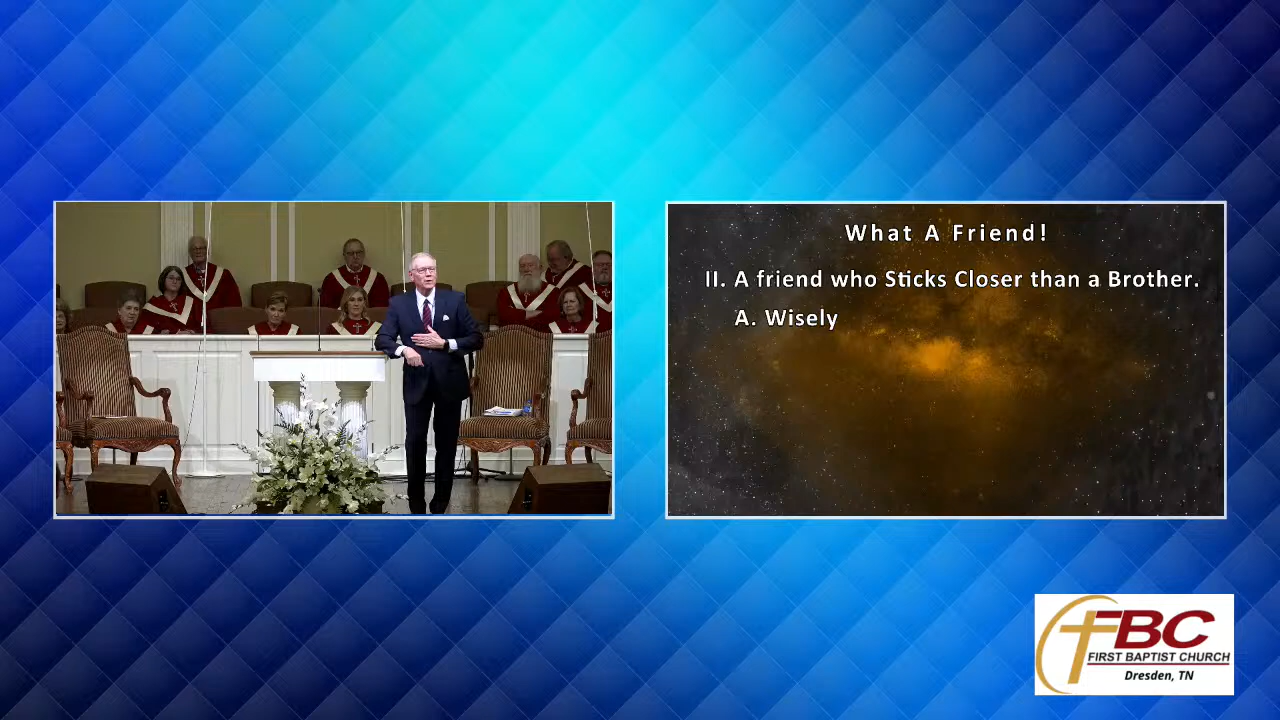 What A Friend!
II. A friend who Sticks Closer than a Brother.
A. Wisely
FBC
FIRST BAPTIST CHURCH
Dresden, TN